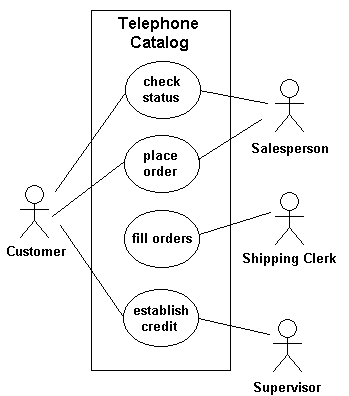 Telephone
Catalog
check
status
place
order
fill orders
establish
credit
Customer
Salesperson
Shipping Clerk
Supervisor